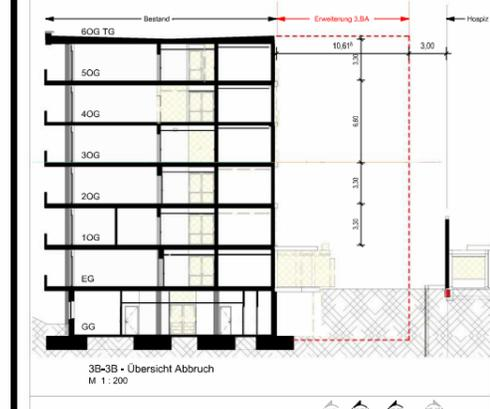 Bestand
Erweiterung 3.BA
Hospiz
6OG TG
10,61⁵
3,00
3,30
5OG
4OG
6,60
3OG
2OG
3,30
1OG
3,30
EG
GG
3B-3B - Übersicht Abbruch
M 1 : 200